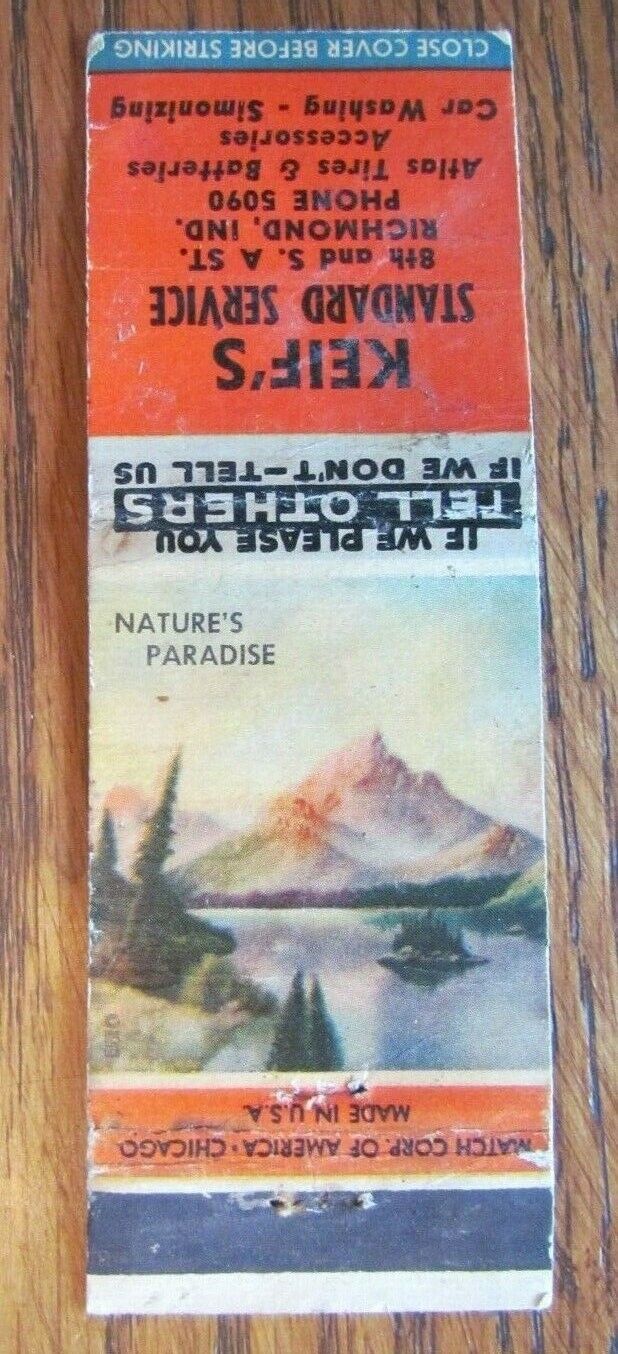 KEIF'S
STANDARD SERVICE
8th and S. A ST.
RICHMOND, IND.
PHONE 5090
Atlas Tires & Batteries
Accessories
Car Washing - Simonizing
CLOSE COVER BEFORE STRIKING
IF WE PLEASE YOU
TELL OTHERS
IF WE DON'T-TELL US
NATURE'S
PARADISE
MATCH CORP. OF AMERICA • CHICAGO
MADE IN U.S.A.